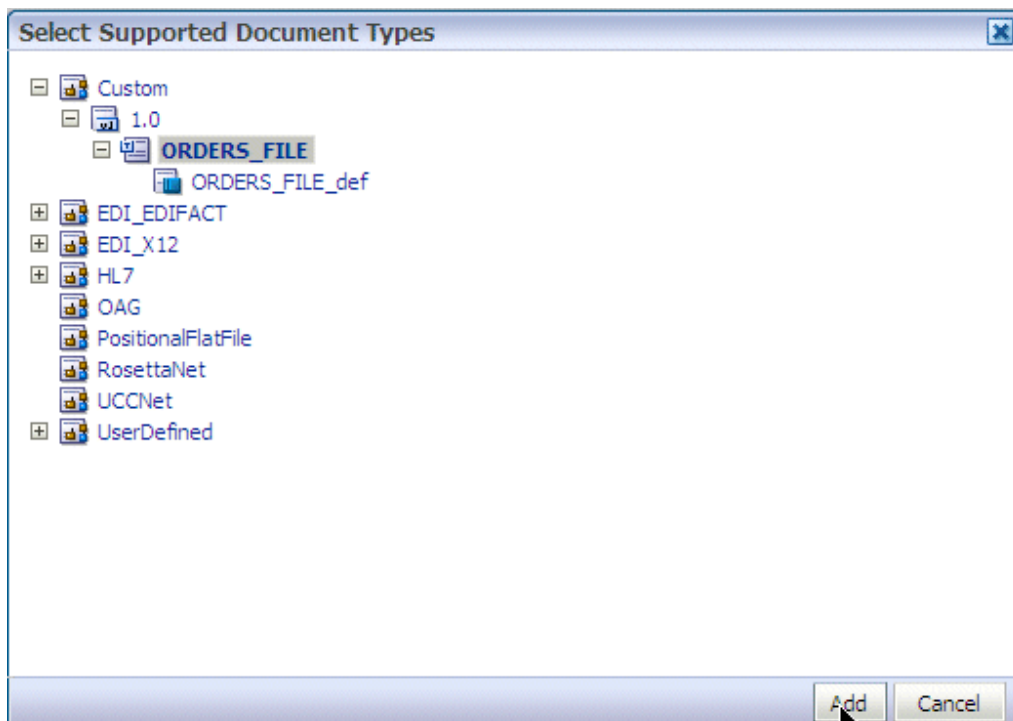 Select Supported Document Types
Custom
1.0
ORDERS_FILE
ORDERS_FILE_def
EDI_EDIFACT
EDI_X12
HL7
OAG
PositionalFlatFile
RosettaNet
UCCNet
UserDefined
Add Cancel